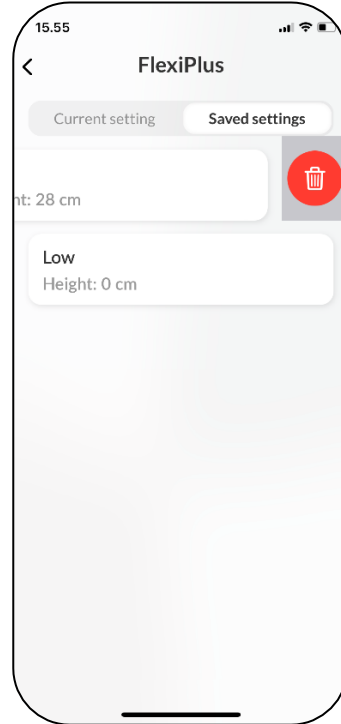 15.55
FlexiPlus
Current setting Saved settings
nt: 28 cm
Low
Height: 0 cm